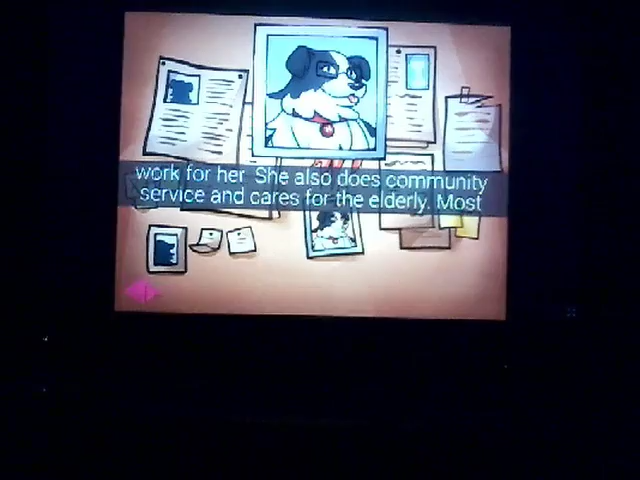 work for her. She also does community
service and cares for the elderly. Most